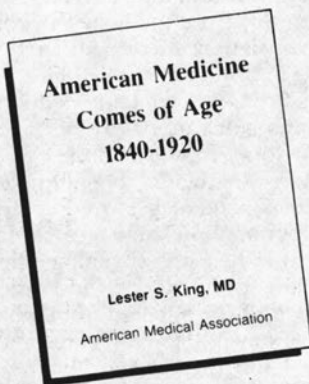 American Medicine
Comes of Age
1840-1920
Lester S. King, MD
American Medical Association